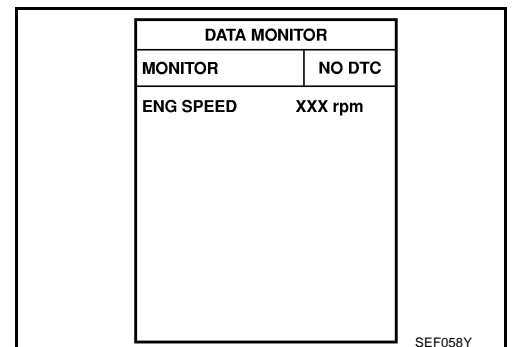 DATA MONITOR
MONITOR NO DTC
ENG SPEED XXX rpm
SEF058Y